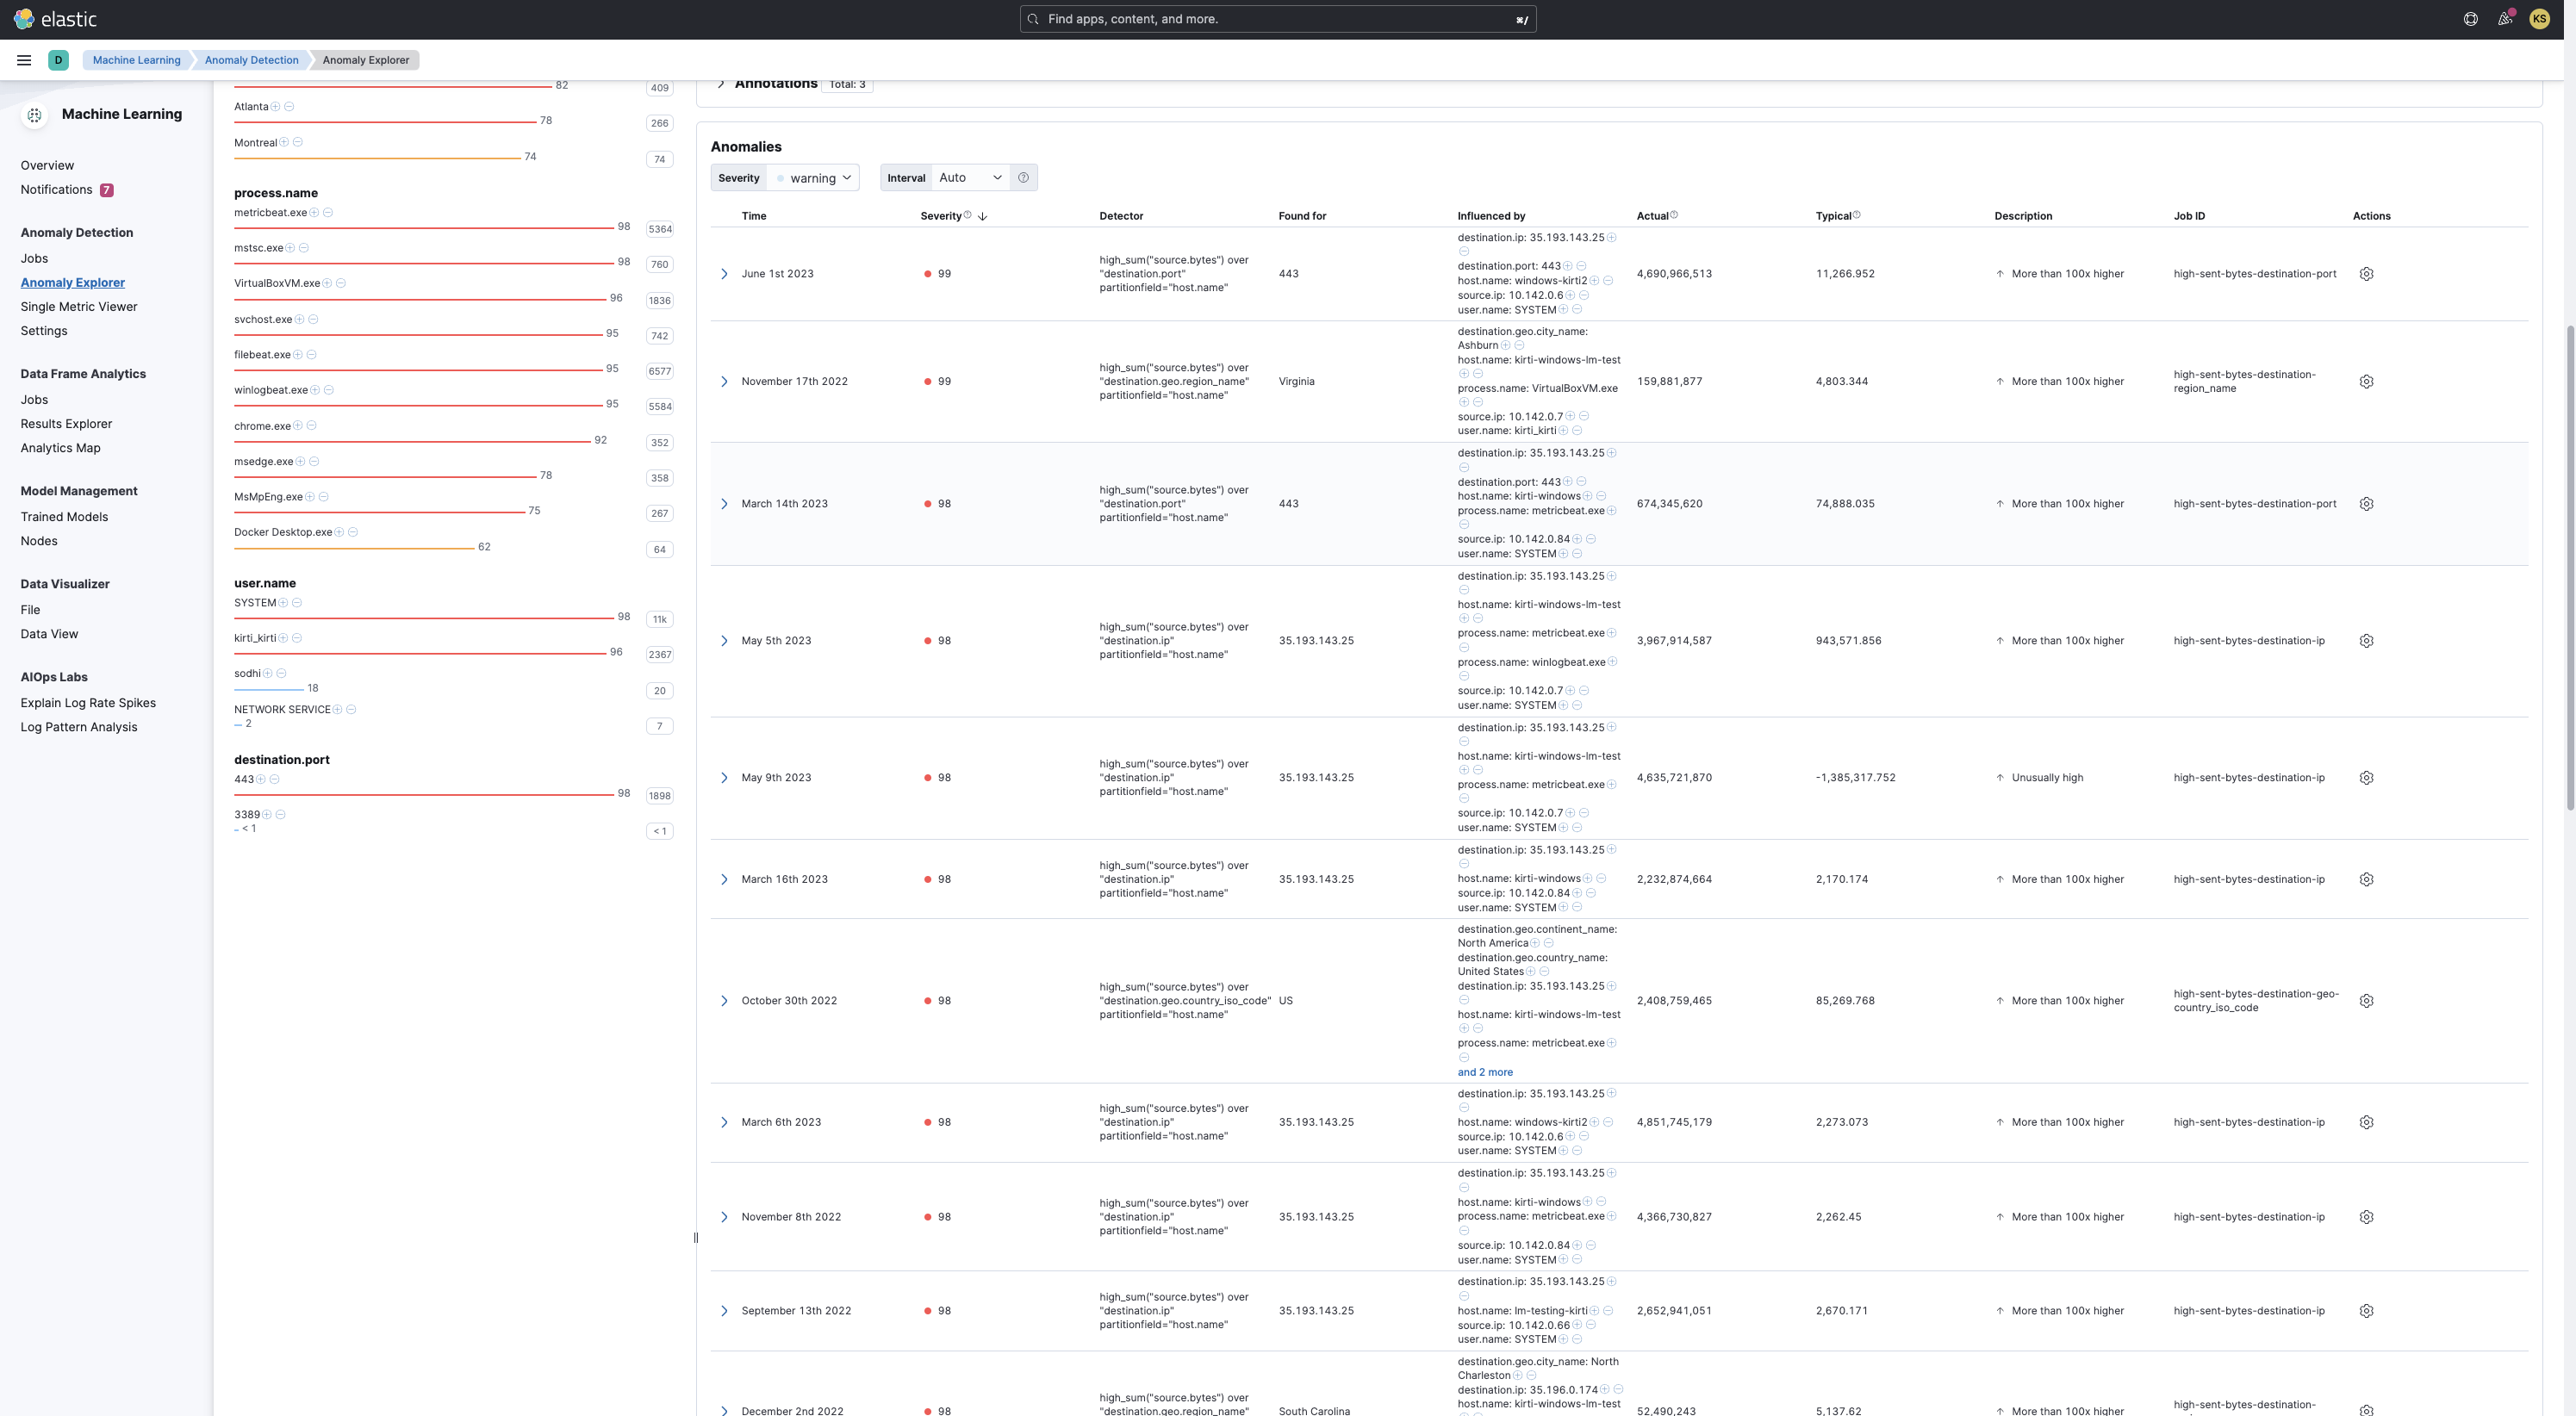 elastic
Find apps, content, and more.
⌘/
KS
D
Machine Learning
Anomaly Detection
Anomaly Explorer
Machine Learning
Overview
Notifications 7
Anomaly Detection
Jobs
Anomaly Explorer
Single Metric Viewer
Settings
Data Frame Analytics
Jobs
Results Explorer
Analytics Map
Model Management
Trained Models
Nodes
Data Visualizer
File
Data View
AIOps Labs
Explain Log Rate Spikes
Log Pattern Analysis
82 409
Atlanta
78 266
Montreal
74 74
process.name
metricbeat.exe
98 5364
mstsc.exe
98 760
VirtualBoxVM.exe
96 1836
svchost.exe
95 742
filebeat.exe
95 6577
winlogbeat.exe
95 5584
chrome.exe
92 352
msedge.exe
78 358
MsMpEng.exe
75 267
Docker Desktop.exe
62 64
user.name
SYSTEM
98 11k
kirti_kirti
96 2367
sodhi
18 20
NETWORK SERVICE
2 7
destination.port
443
98 1898
3389
< 1 < 1
Annotations Total: 3
Anomalies
Severity warning Interval Auto
Time Severity Detector Found for Influenced by Actual Typical Description Job ID Actions
June 1st 2023
99
high_sum("source.bytes") over
"destination.port"
partitionfield="host.name"
443
destination.ip: 35.193.143.25
destination.port: 443
host.name: windows-kirti2
source.ip: 10.142.0.6
user.name: SYSTEM
4,690,966,513
11,266.952
More than 100x higher
high-sent-bytes-destination-port
November 17th 2022
99
high_sum("source.bytes") over
"destination.geo.region_name"
partitionfield="host.name"
Virginia
destination.geo.city_name:
Ashburn
host.name: kirti-windows-lm-test
process.name: VirtualBoxVM.exe
source.ip: 10.142.0.7
user.name: kirti_kirti
159,881,877
4,803.344
More than 100x higher
high-sent-bytes-destination-
region_name
March 14th 2023
98
high_sum("source.bytes") over
"destination.port"
partitionfield="host.name"
443
destination.ip: 35.193.143.25
destination.port: 443
host.name: kirti-windows
process.name: metricbeat.exe
source.ip: 10.142.0.84
user.name: SYSTEM
674,345,620
74,888.035
More than 100x higher
high-sent-bytes-destination-port
May 5th 2023
98
high_sum("source.bytes") over
"destination.ip"
partitionfield="host.name"
35.193.143.25
destination.ip: 35.193.143.25
host.name: kirti-windows-lm-test
process.name: metricbeat.exe
process.name: winlogbeat.exe
source.ip: 10.142.0.7
user.name: SYSTEM
3,967,914,587
943,571.856
More than 100x higher
high-sent-bytes-destination-ip
May 9th 2023
98
high_sum("source.bytes") over
"destination.ip"
partitionfield="host.name"
35.193.143.25
destination.ip: 35.193.143.25
host.name: kirti-windows-lm-test
process.name: metricbeat.exe
source.ip: 10.142.0.7
user.name: SYSTEM
4,635,721,870
-1,385,317.752
Unusually high
high-sent-bytes-destination-ip
March 16th 2023
98
high_sum("source.bytes") over
"destination.ip"
partitionfield="host.name"
35.193.143.25
destination.ip: 35.193.143.25
host.name: kirti-windows
source.ip: 10.142.0.84
user.name: SYSTEM
2,232,874,664
2,170.174
More than 100x higher
high-sent-bytes-destination-ip
October 30th 2022
98
high_sum("source.bytes") over
"destination.geo.country_iso_code"
partitionfield="host.name"
US
destination.geo.continent_name:
North America
destination.geo.country_name:
United States
destination.ip: 35.193.143.25
host.name: kirti-windows-lm-test
process.name: metricbeat.exe
and 2 more
2,408,759,465
85,269.768
More than 100x higher
high-sent-bytes-destination-geo-
country_iso_code
March 6th 2023
98
high_sum("source.bytes") over
"destination.ip"
partitionfield="host.name"
35.193.143.25
destination.ip: 35.193.143.25
host.name: windows-kirti2
source.ip: 10.142.0.6
user.name: SYSTEM
4,851,745,179
2,273.073
More than 100x higher
high-sent-bytes-destination-ip
November 8th 2022
98
high_sum("source.bytes") over
"destination.ip"
partitionfield="host.name"
35.193.143.25
destination.ip: 35.193.143.25
host.name: kirti-windows
process.name: metricbeat.exe
source.ip: 10.142.0.84
user.name: SYSTEM
4,366,730,827
2,262.45
More than 100x higher
high-sent-bytes-destination-ip
September 13th 2022
98
high_sum("source.bytes") over
"destination.ip"
partitionfield="host.name"
35.193.143.25
destination.ip: 35.193.143.25
host.name: lm-testing-kirti
source.ip: 10.142.0.66
user.name: SYSTEM
2,652,941,051
2,670.171
More than 100x higher
high-sent-bytes-destination-ip
December 2nd 2022
98
high_sum("source.bytes") over
"destination.geo.region_name"
South Carolina
destination.geo.city_name: North
Charleston
destination.ip: 35.196.0.174
host.name: kirti-windows-lm-test
52,490,243
5,137.62
More than 100x higher
high-sent-bytes-destination-